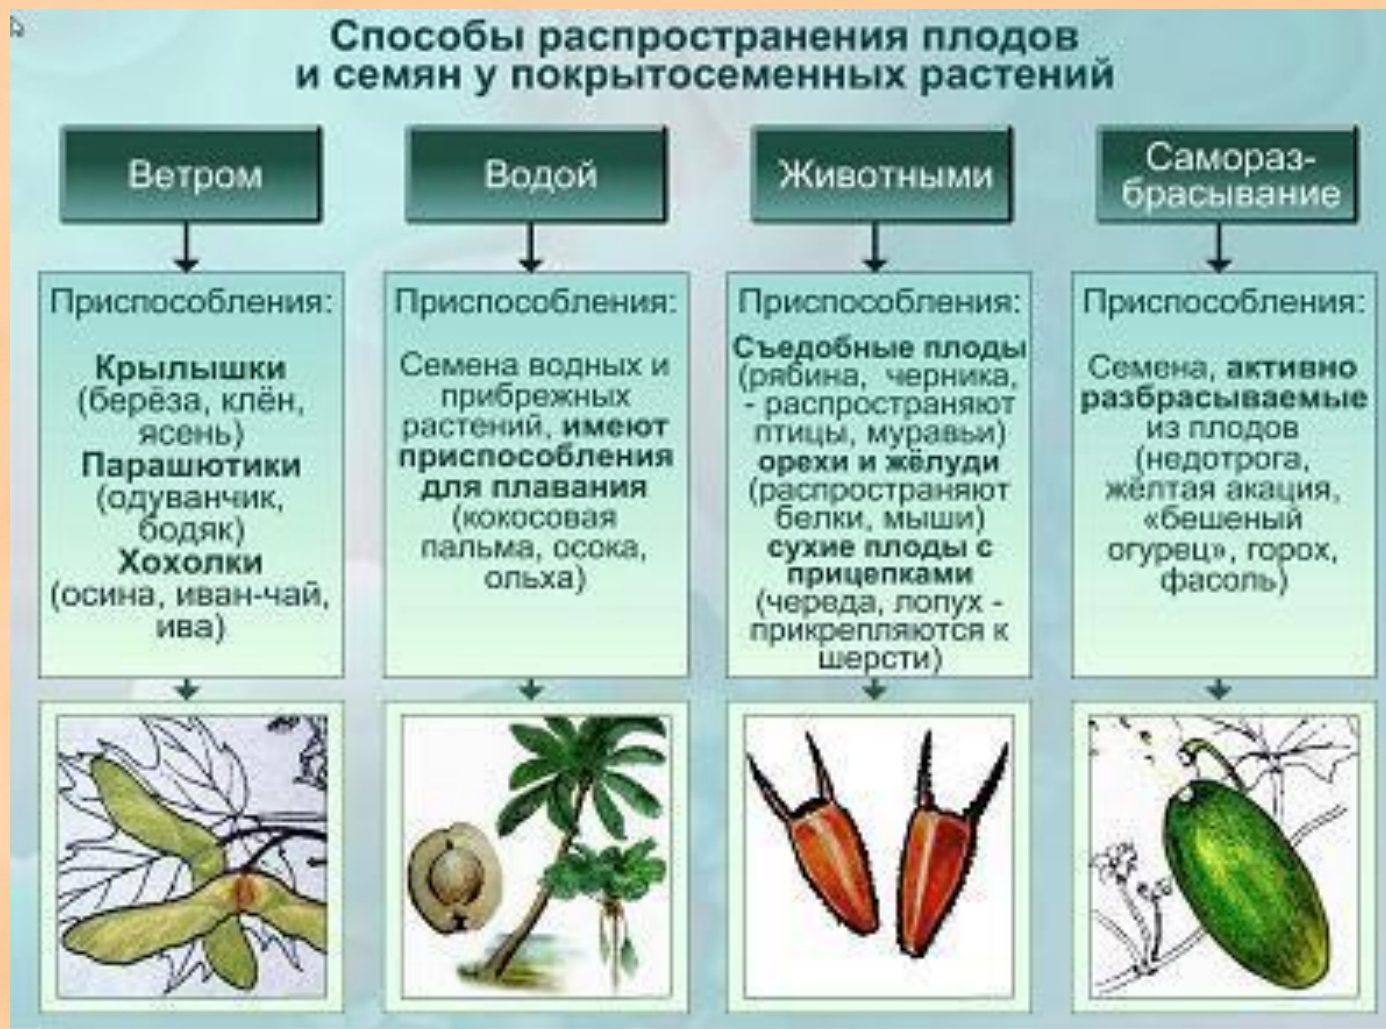 Способы распространения плодов
и семян у покрытосеменных растений
Ветром
Приспособления:
Крылышки
(берёза, клён,
ясень)
Парашютики
(одуванчик,
бодяк)
Хохолки
(осина, иван-чай,
ива)
Водой
Приспособления:
Семена водных и
прибрежных
растений, имеют
приспособления
для плавания
(кокосовая
пальма, осока,
ольха)
Животными
Приспособления:
Съедобные плоды
(рябина, черника,
- распространяют
птицы, муравьи)
орехи и жёлуди
(распространяют
белки, мыши)
сухие плоды с
прицепками
(череда, лопух -
прикрепляются к
шерсти)
Самораз-
брасывание
Приспособления:
Семена, активно
разбрасываемые
из плодов
(недотрога,
жёлтая акация,
«бешеный
огурец», горох,
фасоль)